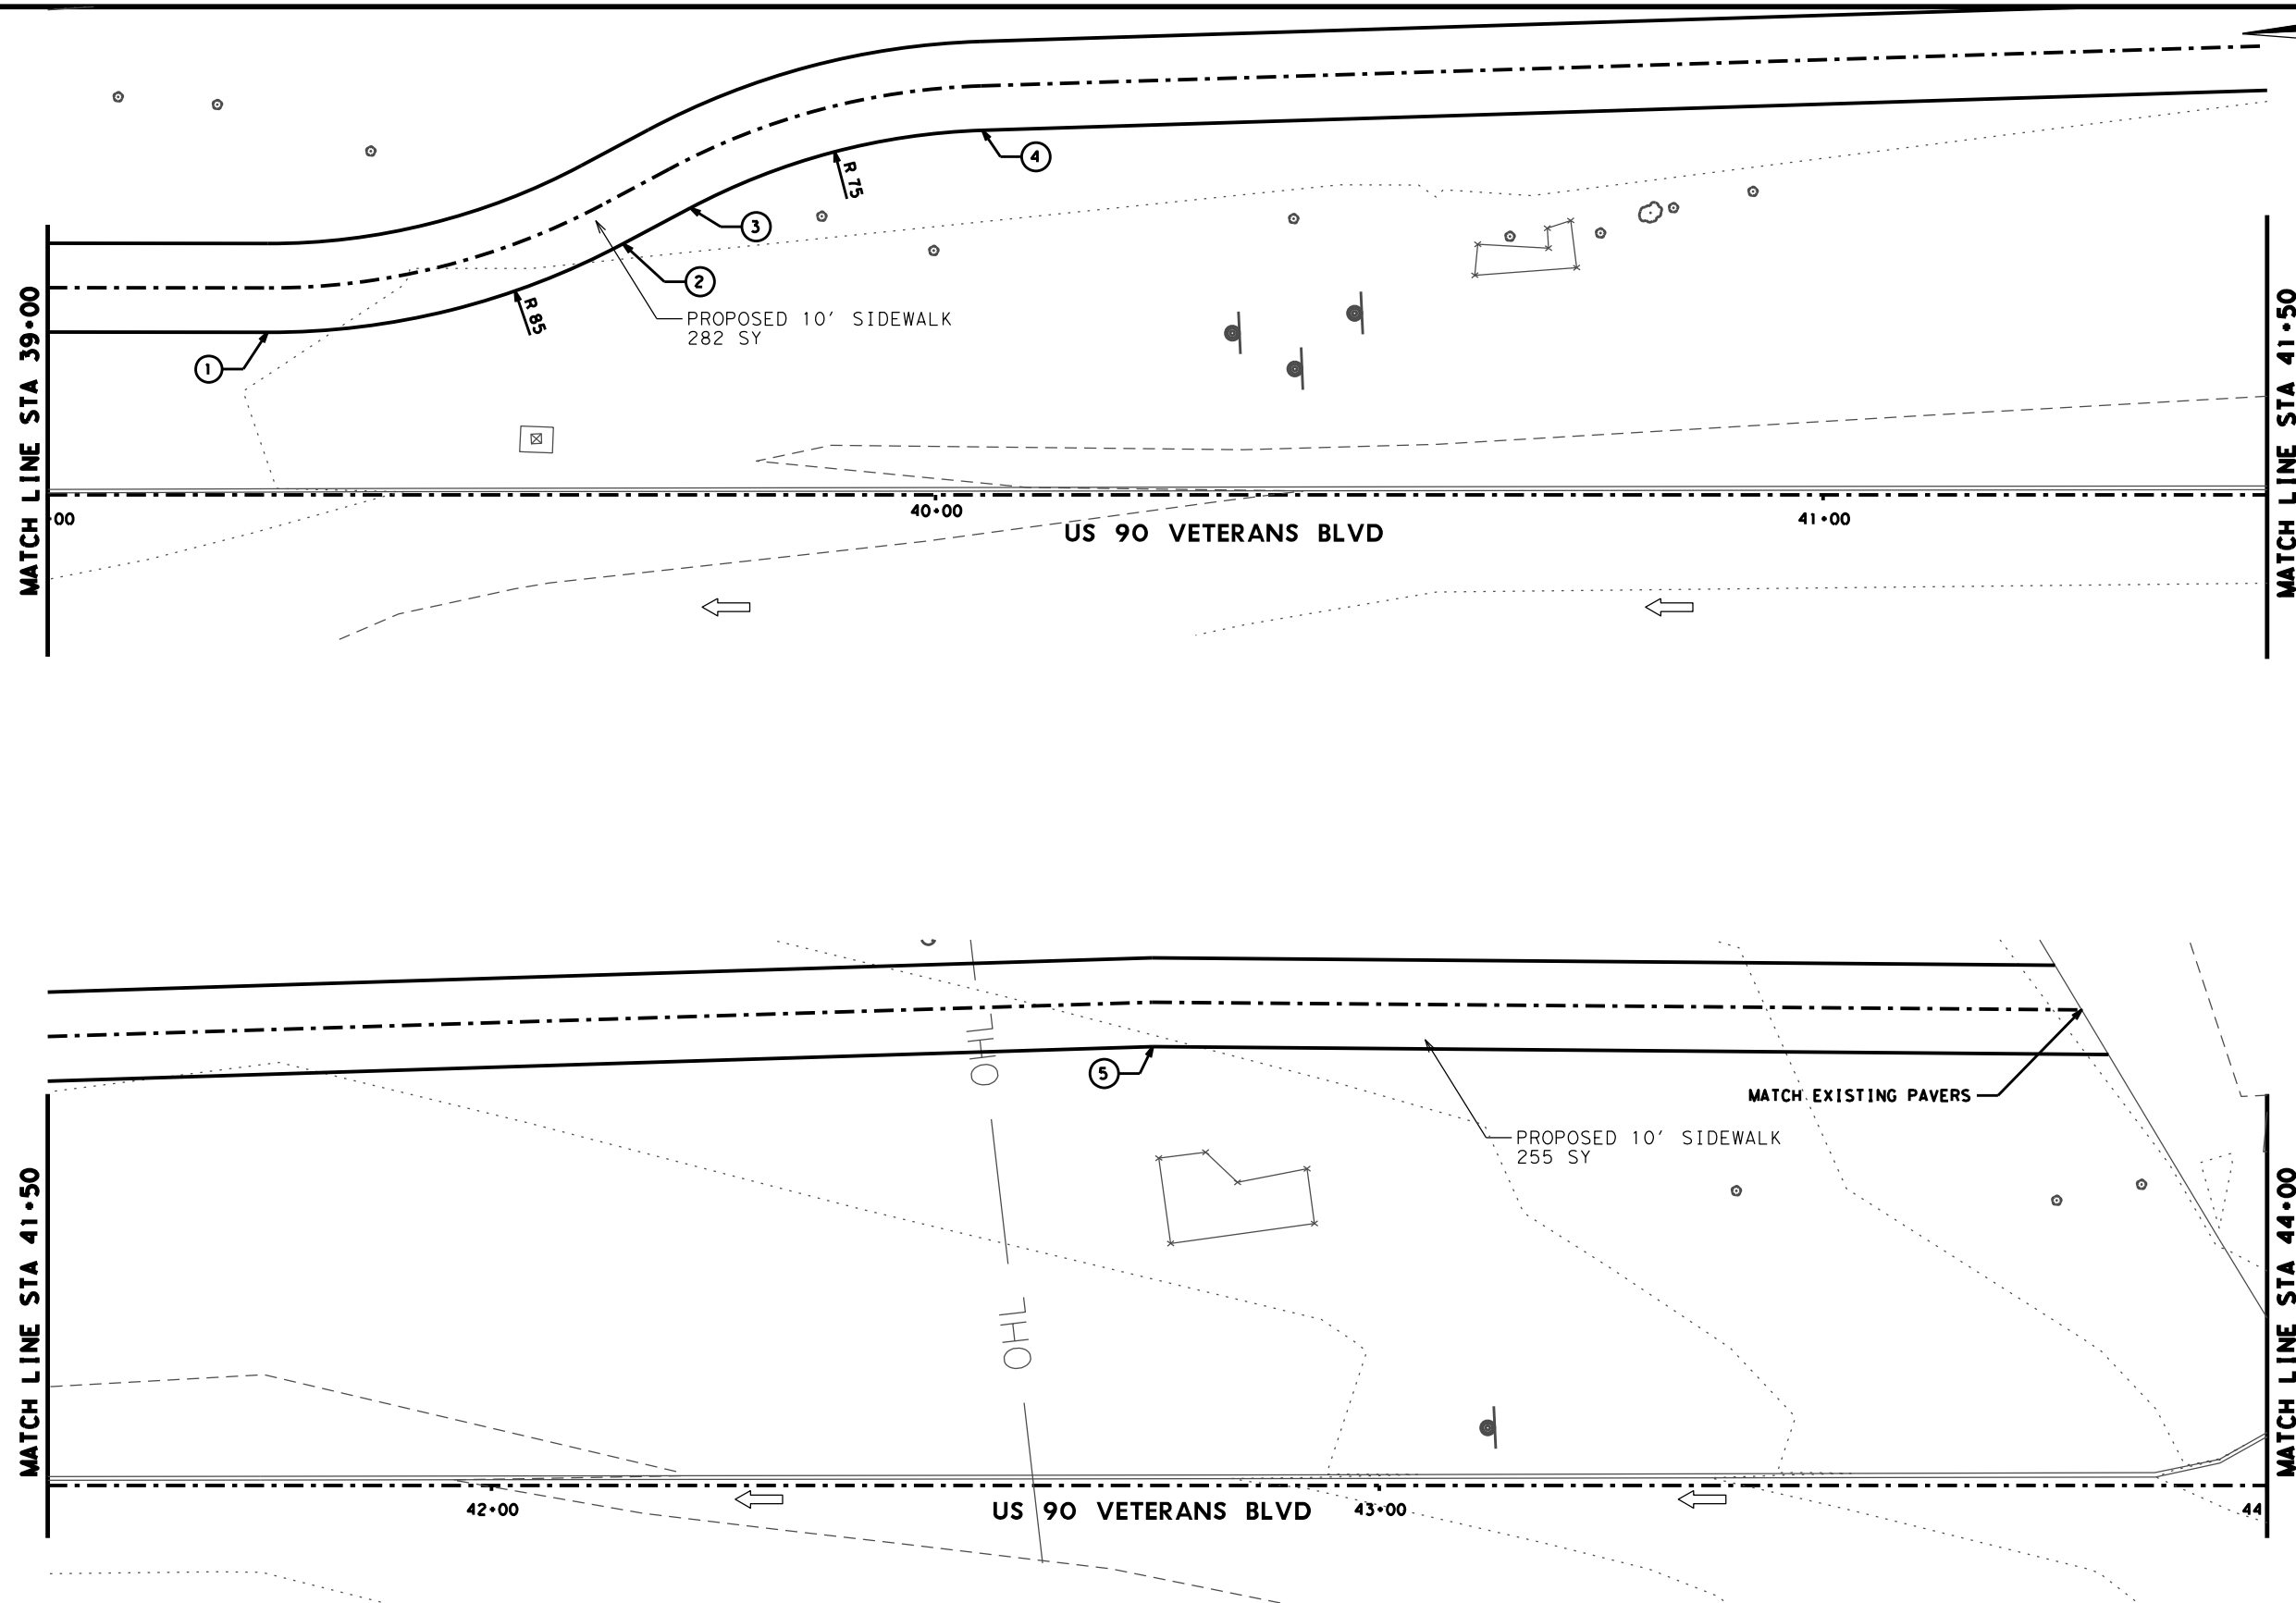 4
R 75
3
2
R 85
PROPOSED 10' SIDEWALK
282 SY
1
MATCH LINE STA 39+00
MATCH LINE STA 41+50
+00
40+00
41+00
US 90 VETERANS BLVD
OHL
5
MATCH EXISTING PAVERS
PROPOSED 10' SIDEWALK
255 SY
MATCH LINE STA 41+50
MATCH LINE STA 44+00
OHL
42+00
US 90 VETERANS BLVD
43+00
44